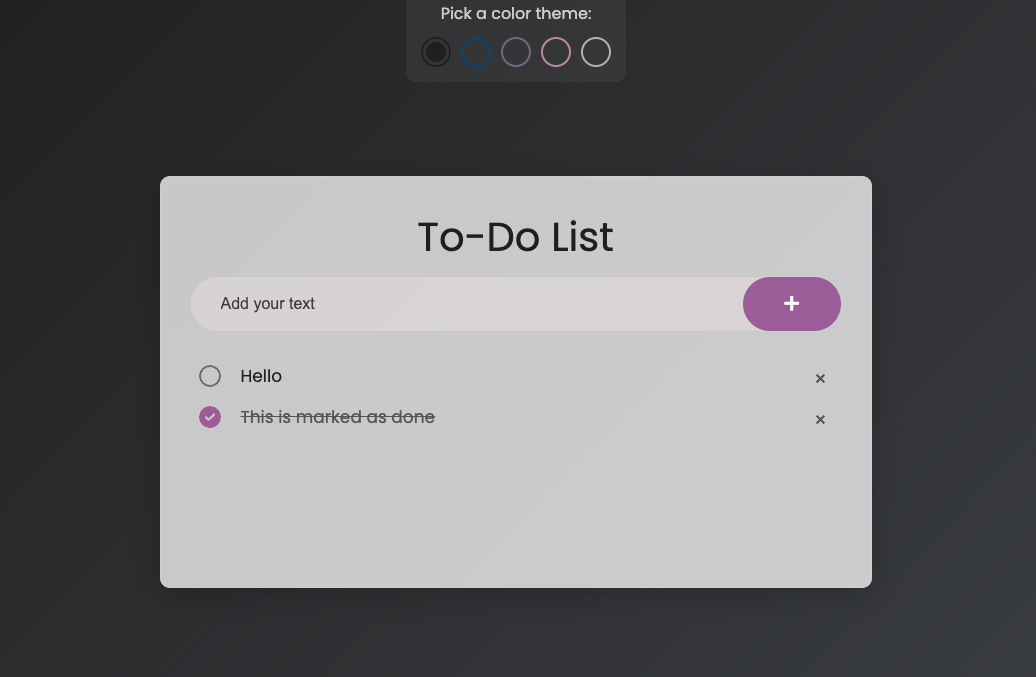 Pick a color theme:
To-Do List
Add your text
Hello
This is marked as done